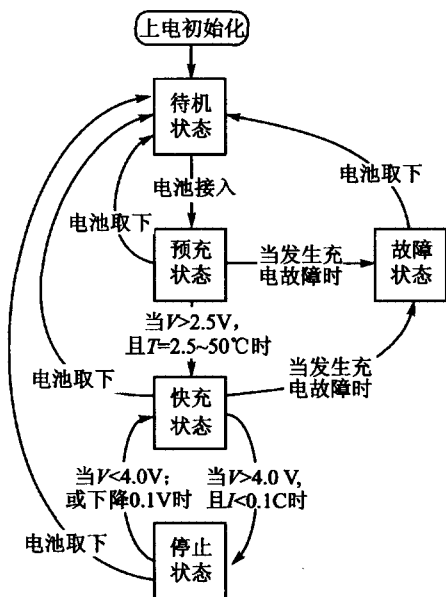 上电初始化
待机
状态
电池接入
电池取下
电池取下
预充
状态
当发生充
电故障时
故障
状态
当V>2.5V，
且T=2.5~50℃时
电池取下
快充
状态
当发生充
电故障时
当V<4.0V；
或下降0.1V时
当V>4.0 V,
且I<0.1C时
电池取下
停止
状态